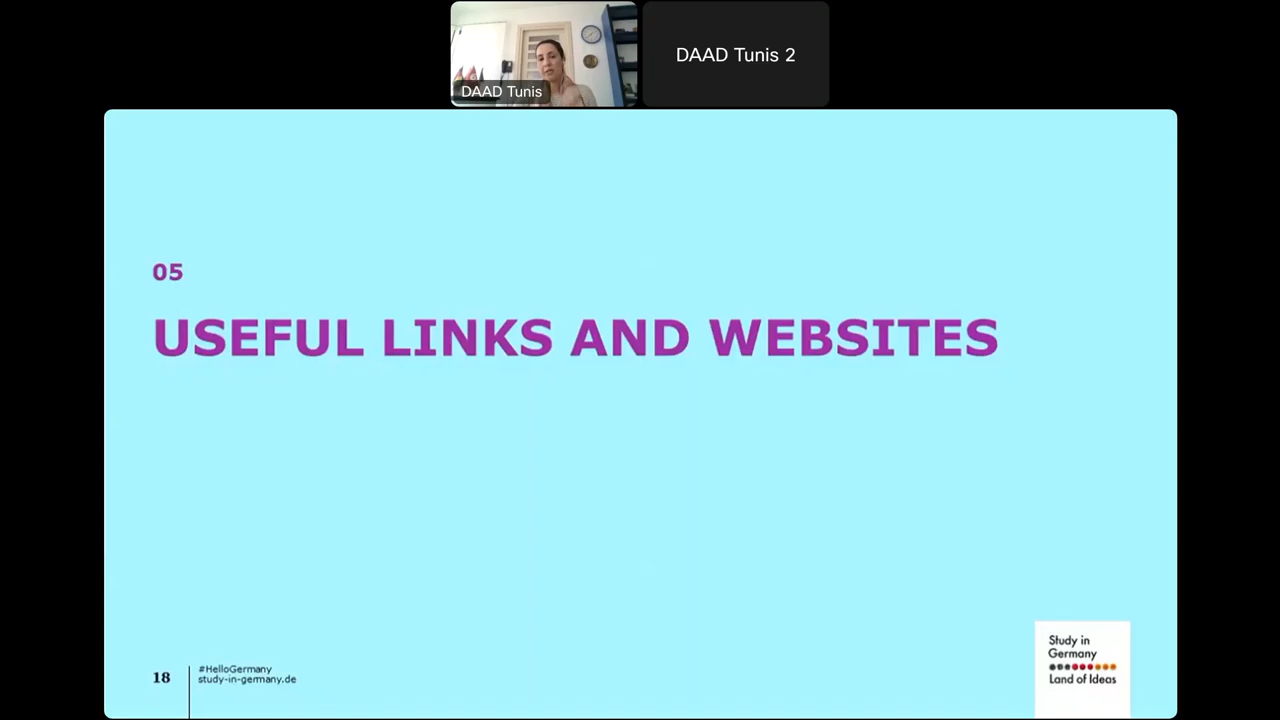 DAAD Tunis
DAAD Tunis 2
05
USEFUL LINKS AND WEBSITES
18
#HelloGermany
study-in-germany.de
Study in
Germany
Land of Ideas